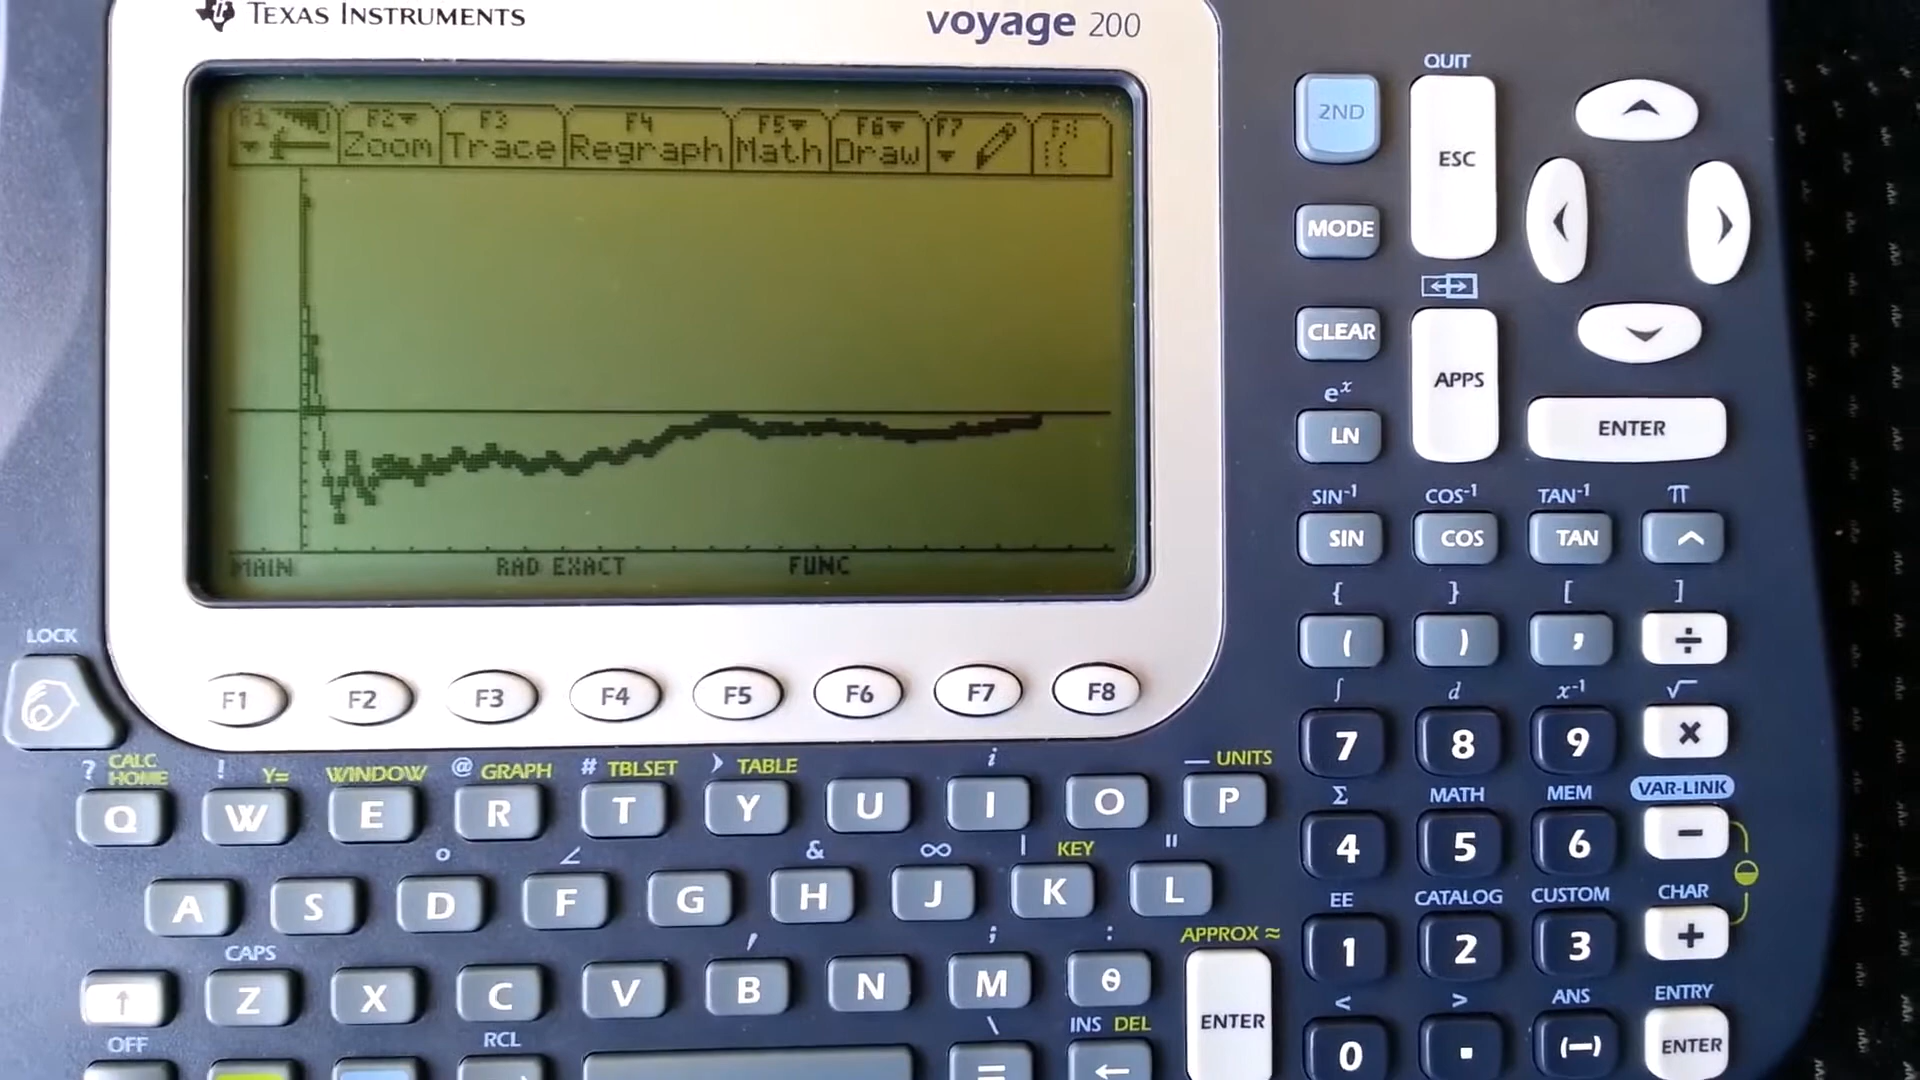 TEXAS INSTRUMENTS
voyage 200
F1 F2 F3 F4 F5 F6 F7
Zoom Trace Regraph Math Draw
MAIN RAD EXACT FUNC
QUIT
2ND ESC
MODE
CLEAR APPS
eˣ
LN ENTER
SIN⁻¹ COS⁻¹ TAN⁻¹ π
SIN COS TAN ^
{ } [ ]
( ) , ÷
∫ d x⁻¹ √
7 8 9 ×
Σ MATH MEM VAR-LINK
4 5 6 −
EE CATALOG CUSTOM CHAR
1 2 3 +
< > ANS ENTRY
0 . (−) ENTER
LOCK
F1 F2 F3 F4 F5 F6 F7 F8
? CALC HOME ! Y= WINDOW @ GRAPH # TBLSET › TABLE i _ UNITS
Q W E R T Y U I O P
° ∠ & ∞ | KEY "
A S D F G H J K L
CAPS ′ ; : APPROX ≈
↑ Z X C V B N M θ ENTER
OFF RCL \ INS DEL
= ←